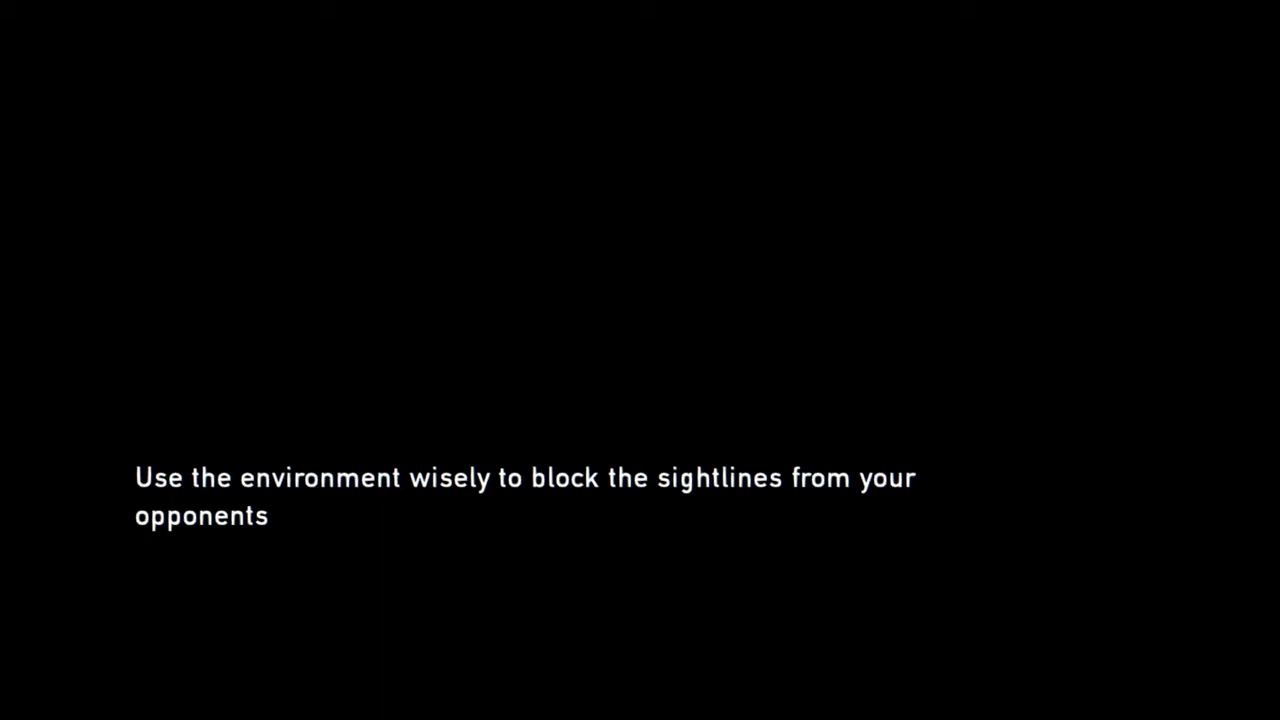 Use the environment wisely to block the sightlines from your
opponents